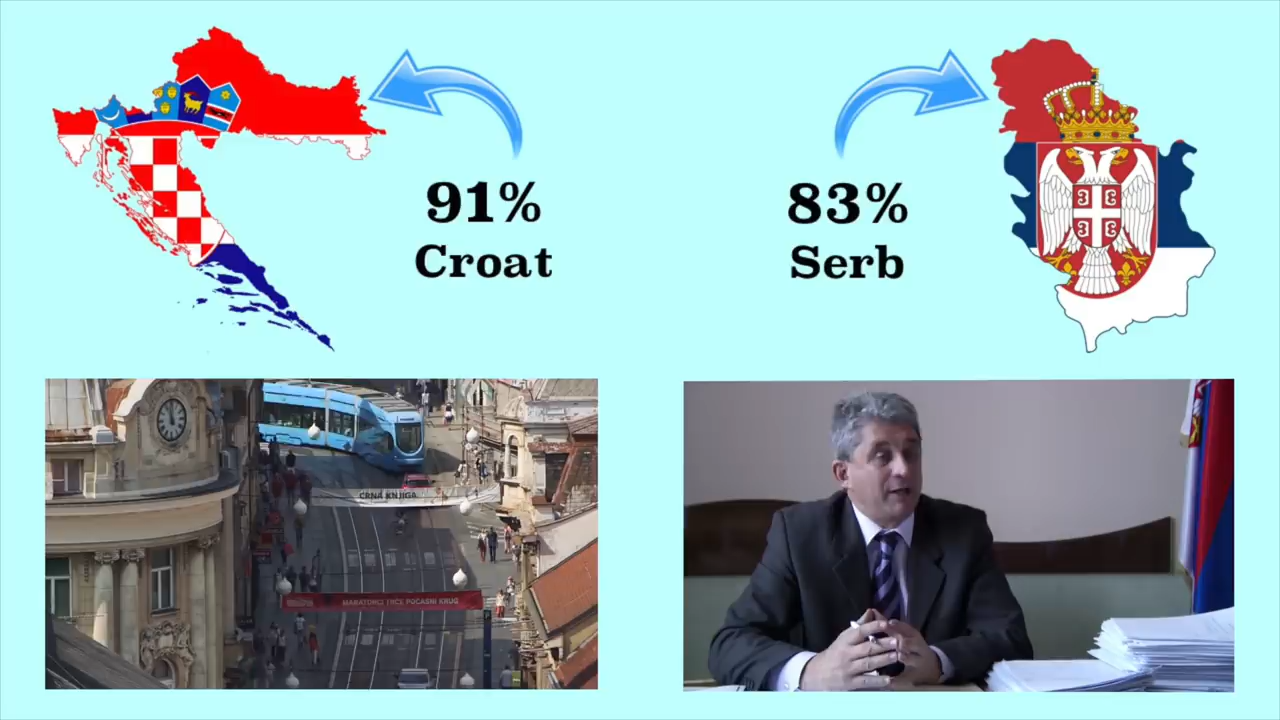 91%
Croat
83%
Serb
CRNA KNJIGA
MARATONCI TRČE POČASNI KRUG